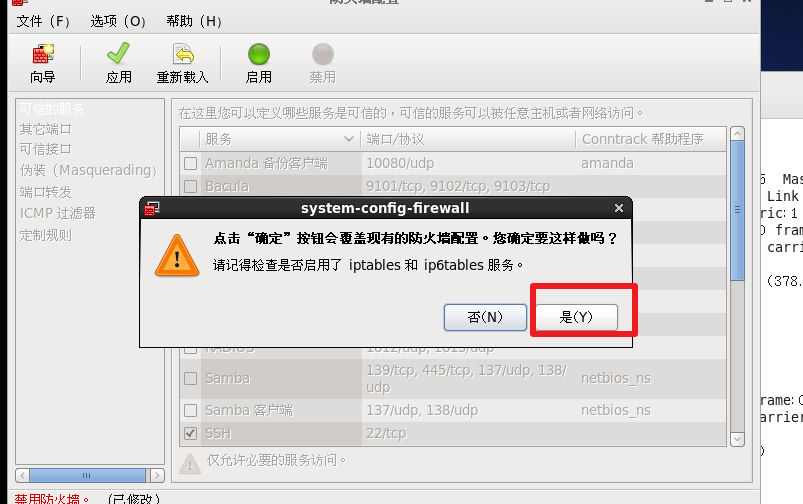 防火墙配置
文件（F） 选项（O） 帮助（H）
向导 应用 重新载入 启用 禁用
可信的服务
其它端口
可信接口
伪装（Masquerading）
端口转发
ICMP 过滤器
定制规则
在这里您可以定义哪些服务是可信的，可信的服务可以被任意主机或者网络访问。
服务 端口/协议 Conntrack 帮助程序
Amanda 备份客户端 10080/udp amanda
Bacula 9101/tcp, 9102/tcp, 9103/tcp
system-config-firewall
点击“确定”按钮会覆盖现有的防火墙配置。您确定要这样做吗？
请记得检查是否启用了 iptables 和 ip6tables 服务。
否(N) 是(Y)
RADIUS 1812/udp, 1813/udp
Samba 139/tcp, 445/tcp, 137/udp, 138/
udp netbios_ns
Samba 客户端 137/udp, 138/udp netbios_ns
SSH 22/tcp
仅允许必要的服务访问。
禁用防火墙。 （已修改）
Link
(378.